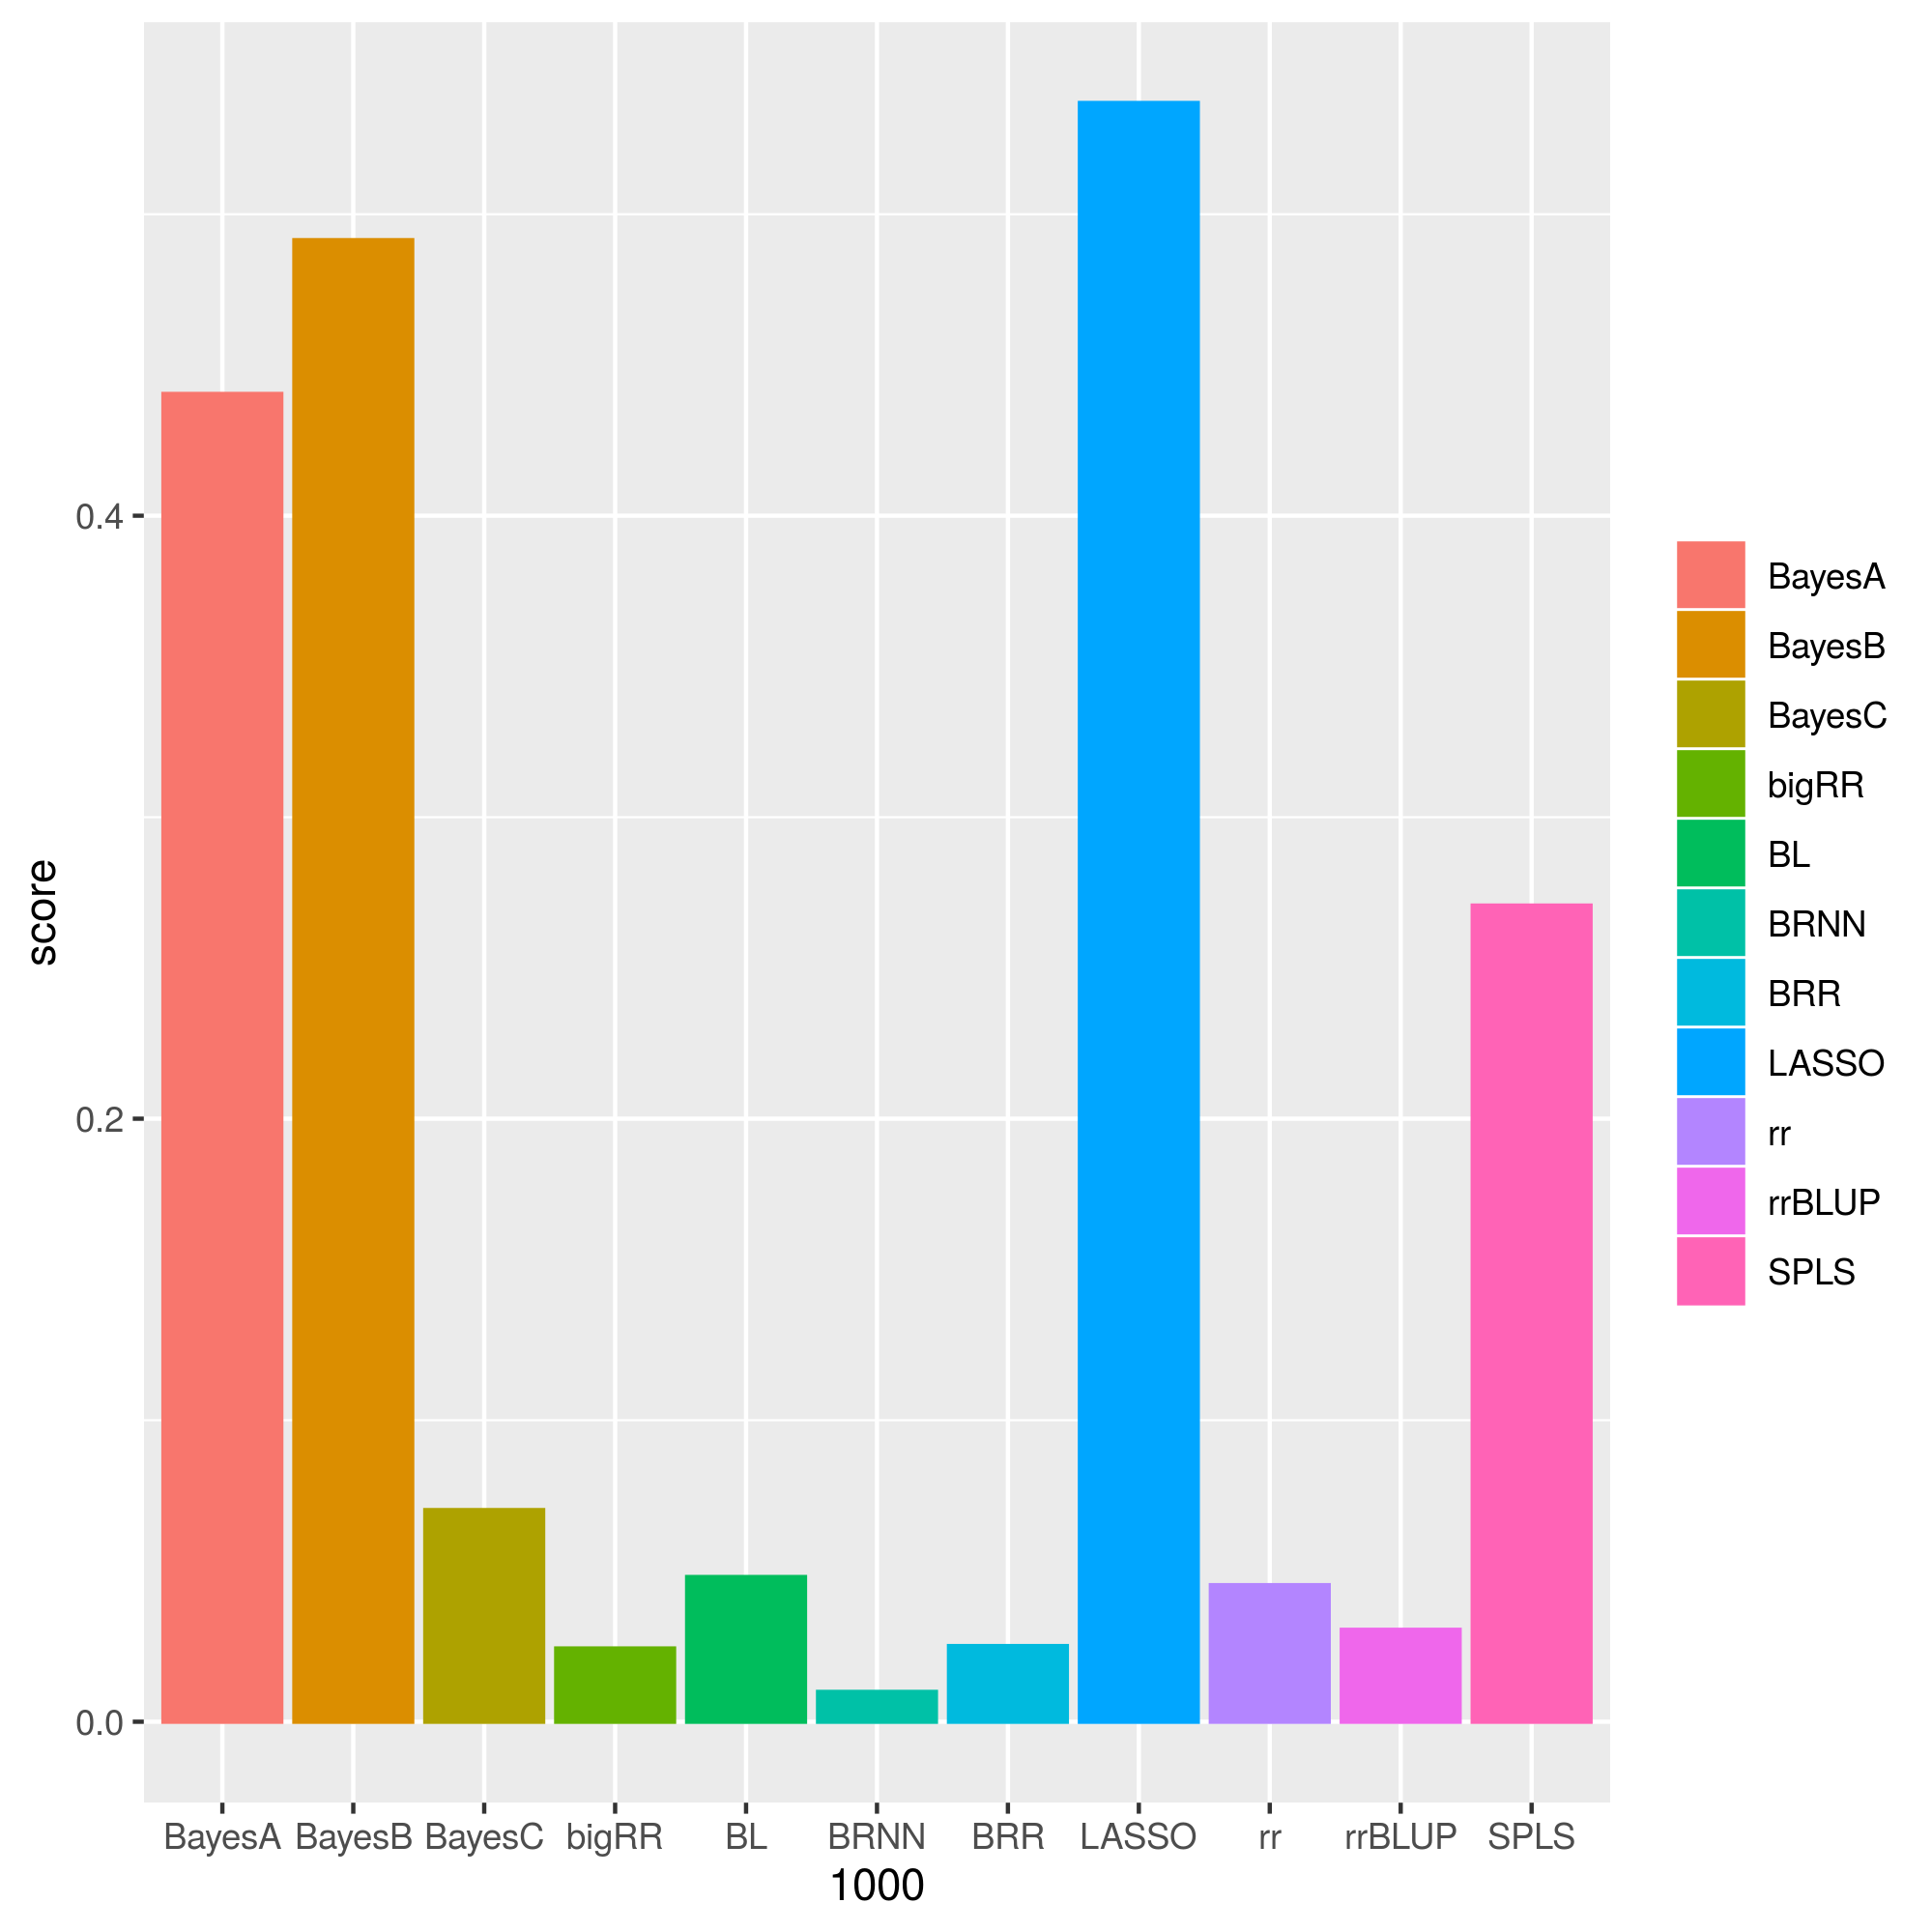 score
0.4
0.2
0.0
BayesA BayesB BayesC bigRR BL BRNN BRR LASSO rr rrBLUP SPLS
1000
BayesA
BayesB
BayesC
bigRR
BL
BRNN
BRR
LASSO
rr
rrBLUP
SPLS